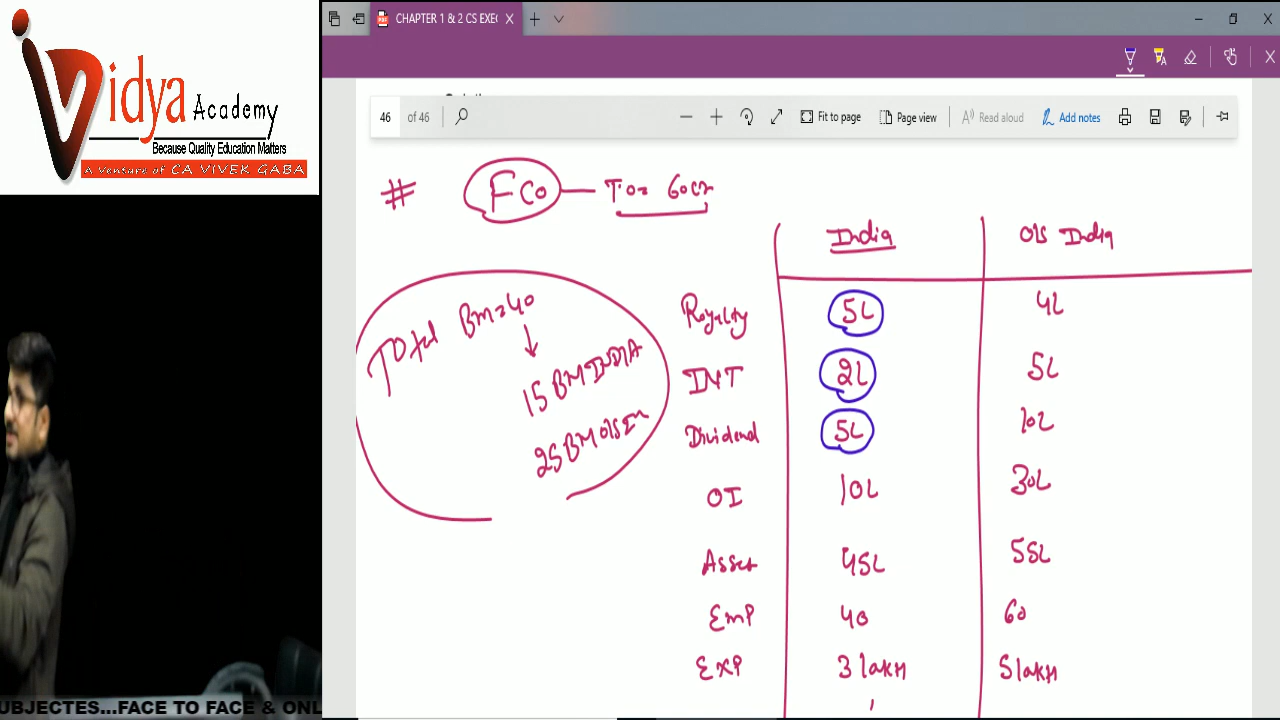 Vidya Academy
Because Quality Education Matters
A Venture of CA VIVEK GABA
CHAPTER 1 & 2 CS EXEC
46 of 46
Fit to page
Page view
Read aloud
Add notes
# FCo — T.O= 60cr
India O/S India
Total BM=40
15 BM INDIA
25 BM O/S IN
Royalty 5L 4L
INT 2L 5L
Dividend 5L 10L
OI 10L 30L
Asset 45L 55L
Emp 40 60
EXP 3 lakh 5 lakh
UBJECTES...FACE TO FACE & ONL